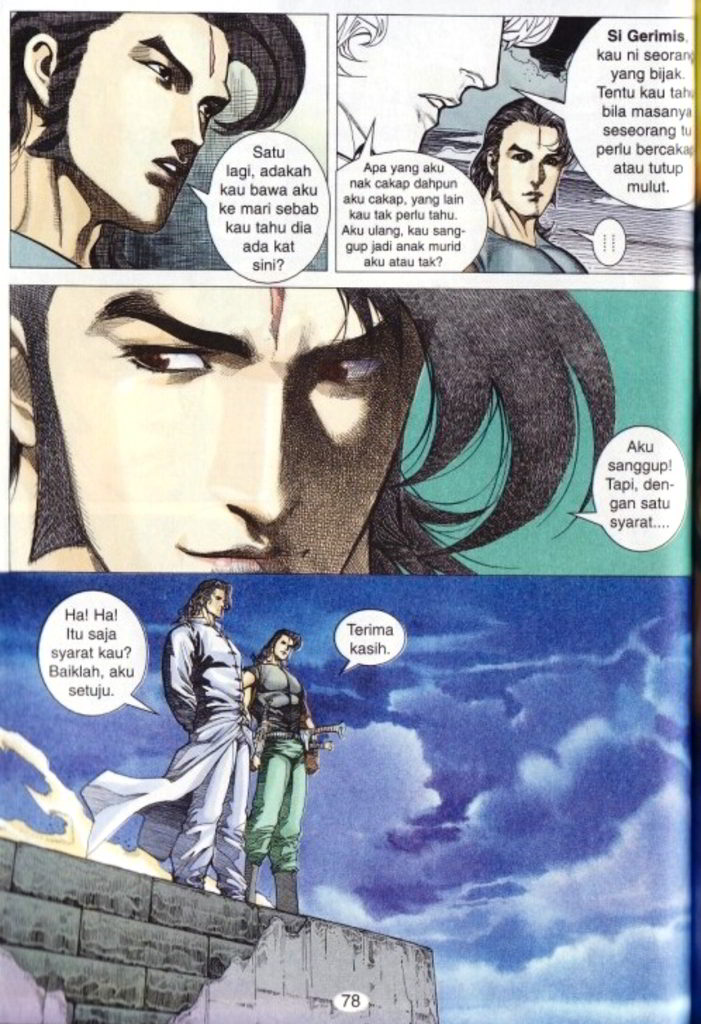 Satu
lagi, adakah
kau bawa aku
ke mari sebab
kau tahu dia
ada kat
sini?
Si Gerimis,
kau ni seorang
yang bijak.
Tentu kau tahu
bila masanya
seseorang tu
perlu bercakap
atau tutup
mulut.
Apa yang aku
nak cakap dahpun
aku cakap, yang lain
kau tak perlu tahu.
Aku ulang, kau sang-
gup jadi anak murid
aku atau tak?
...
...
Aku
sanggup!
Tapi, den-
gan satu
syarat....
Ha! Ha!
Itu saja
syarat kau?
Baiklah, aku
setuju.
Terima
kasih.
78